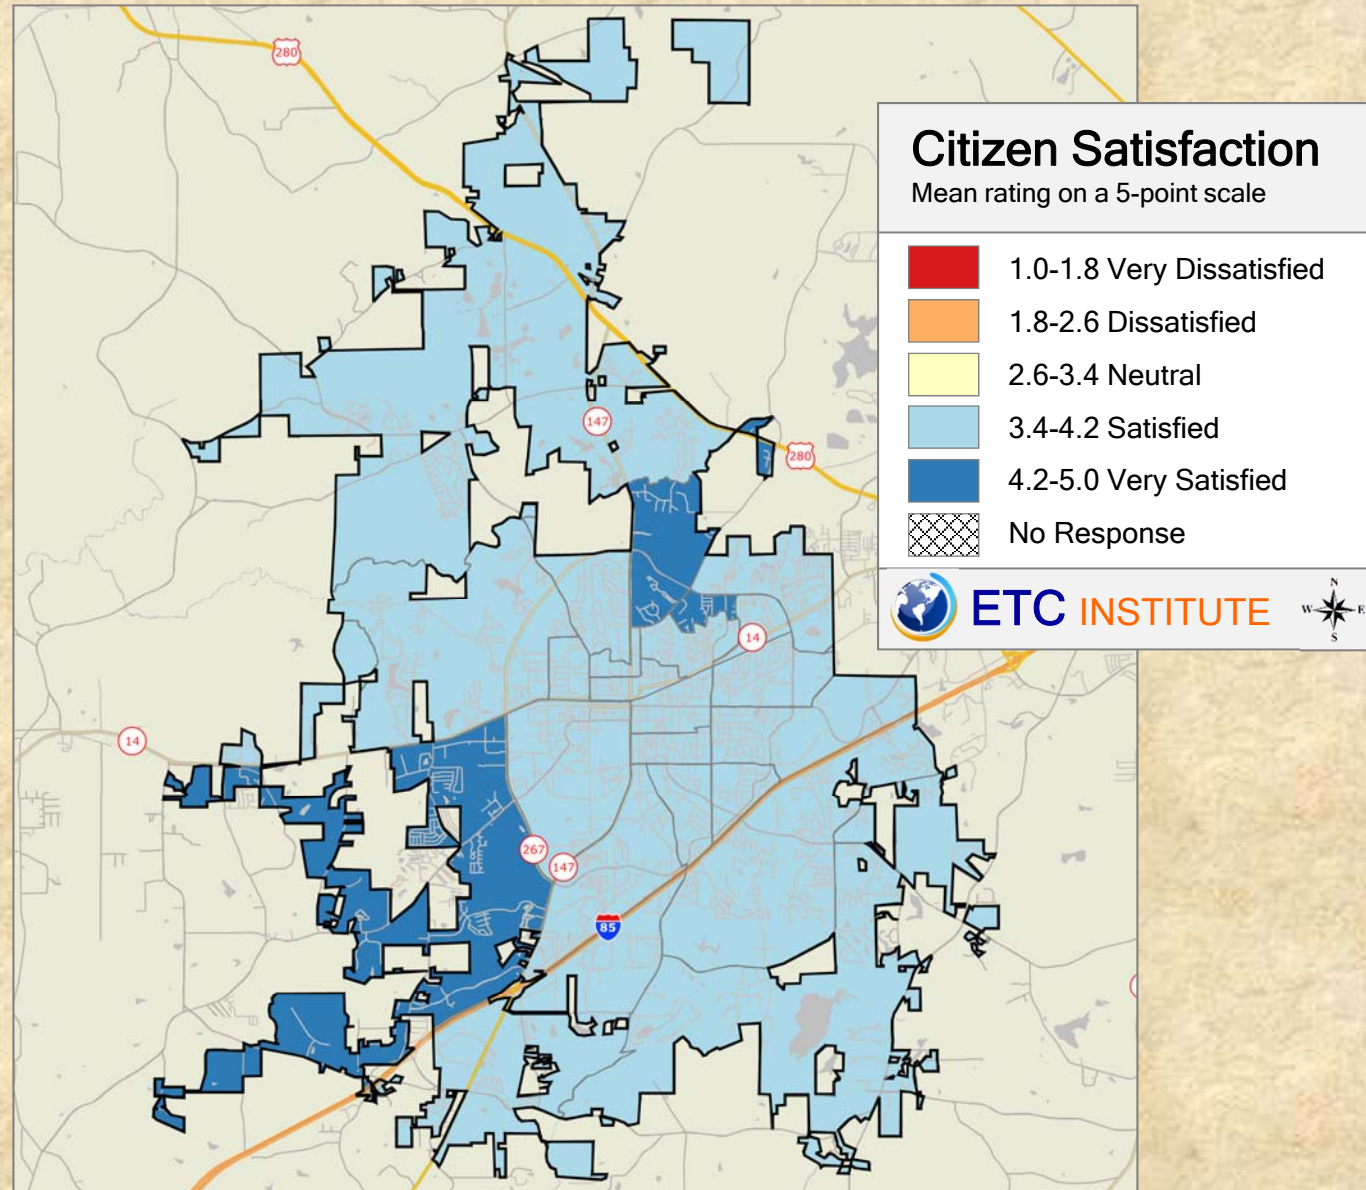 280
Citizen Satisfaction
Mean rating on a 5-point scale
1.0-1.8 Very Dissatisfied
1.8-2.6 Dissatisfied
2.6-3.4 Neutral
3.4-4.2 Satisfied
4.2-5.0 Very Satisfied
No Response
ETC INSTITUTE
N
W E
S
147
280
14
14
267
147
85